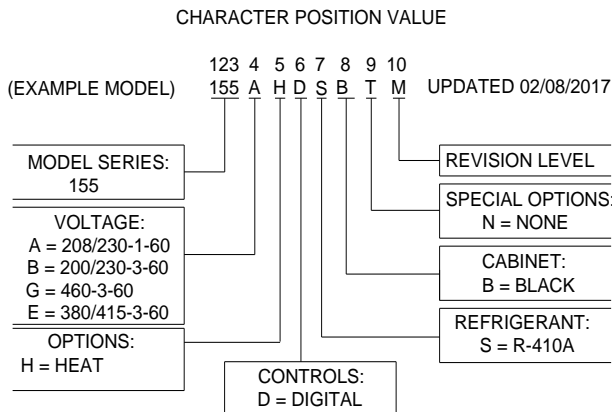 CHARACTER POSITION VALUE
123 4 5 6 7 8 9 10
(EXAMPLE MODEL) 155 A H D S B T M UPDATED 02/08/2017
MODEL SERIES:
155
VOLTAGE:
A = 208/230-1-60
B = 200/230-3-60
G = 460-3-60
E = 380/415-3-60
OPTIONS:
H = HEAT
CONTROLS:
D = DIGITAL
REVISION LEVEL
SPECIAL OPTIONS:
N = NONE
CABINET:
B = BLACK
REFRIGERANT:
S = R-410A